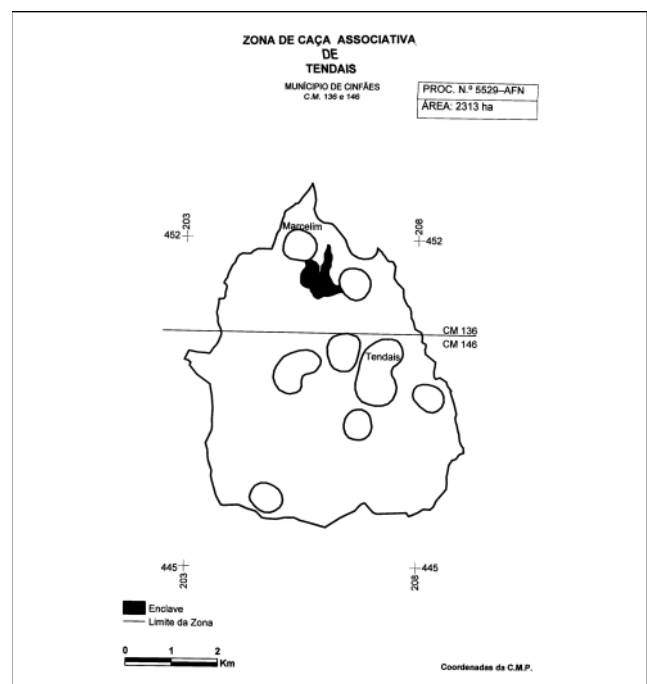 ZONA DE CAÇA ASSOCIATIVA
DE
TENDAIS
MUNÍCIPIO DE CINFÃES
C.M. 136 e 146
PROC. N.º 5529–AFN
ÁREA: 2313 ha
203
208
452
452
Marcelim
CM 136
CM 146
Tendais
445
445
203
208
Enclave
Limite da Zona
0 1 2
Km
Coordenadas da C.M.P.